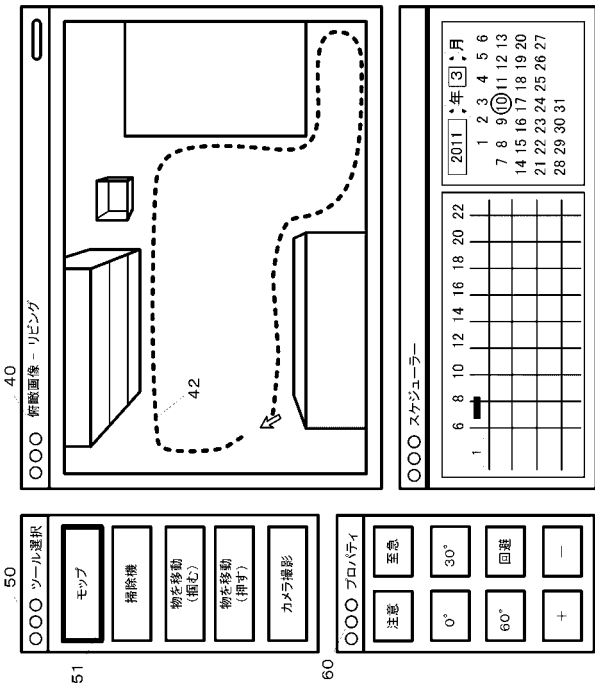 50
ツール選択
51
モップ
掃除機
物を移動
(掴む)
物を移動
(押す)
カメラ撮影
40
俯瞰画像 - リビング
42
60
プロパティ
注意 至急
0° 30°
60° 回避
+ −
スケジューラー
6 8 10 12 14 16 18 20 22
1
2011 年 3 月
1 2 3 4 5 6
7 8 9 10 11 12 13
14 15 16 17 18 19 20
21 22 23 24 25 26 27
28 29 30 31